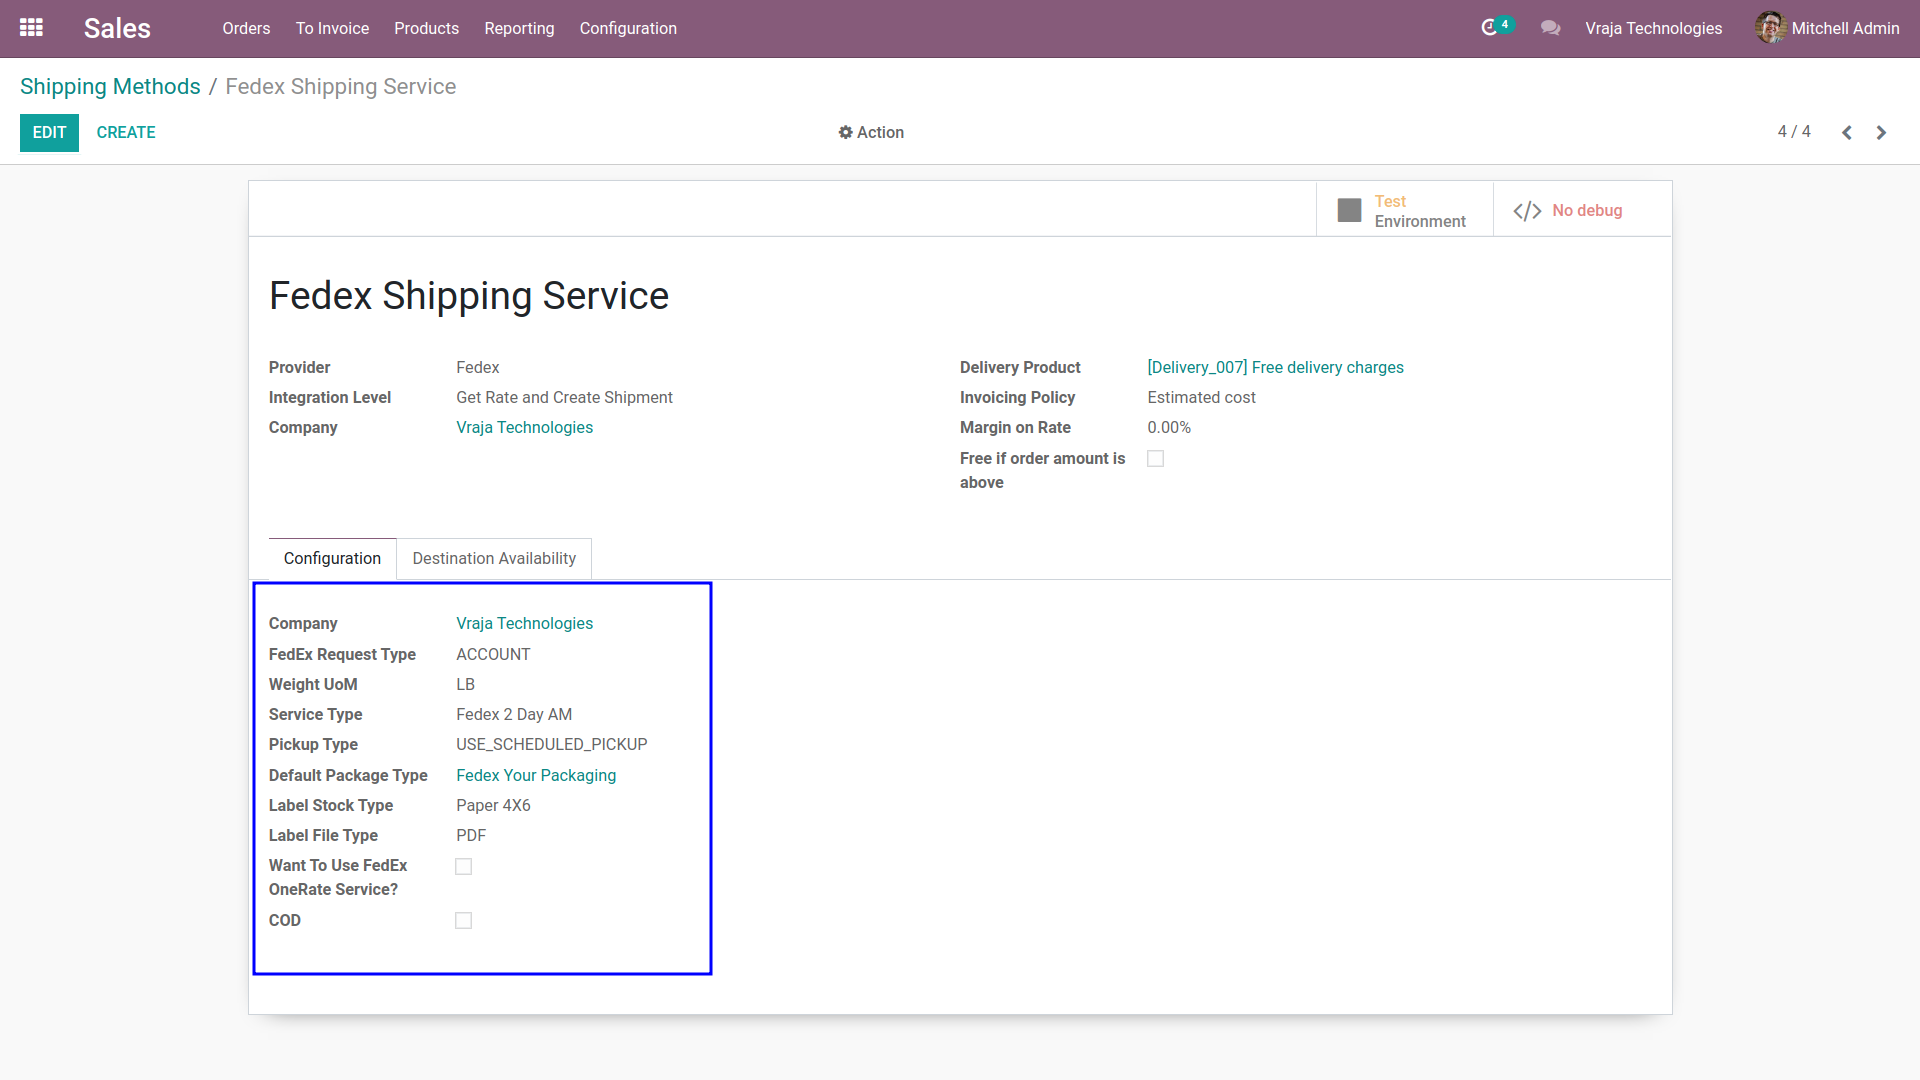 Sales
Orders
To Invoice
Products
Reporting
Configuration
4
Vraja Technologies
Mitchell Admin
Shipping Methods / Fedex Shipping Service
EDIT
CREATE
Action
4 / 4
Test
Environment
No debug
Fedex Shipping Service
Provider
Fedex
Integration Level
Get Rate and Create Shipment
Company
Vraja Technologies
Delivery Product
[Delivery_007] Free delivery charges
Invoicing Policy
Estimated cost
Margin on Rate
0.00%
Free if order amount is
above
Configuration
Destination Availability
Company
Vraja Technologies
FedEx Request Type
ACCOUNT
Weight UoM
LB
Service Type
Fedex 2 Day AM
Pickup Type
USE_SCHEDULED_PICKUP
Default Package Type
Fedex Your Packaging
Label Stock Type
Paper 4X6
Label File Type
PDF
Want To Use FedEx
OneRate Service?
COD